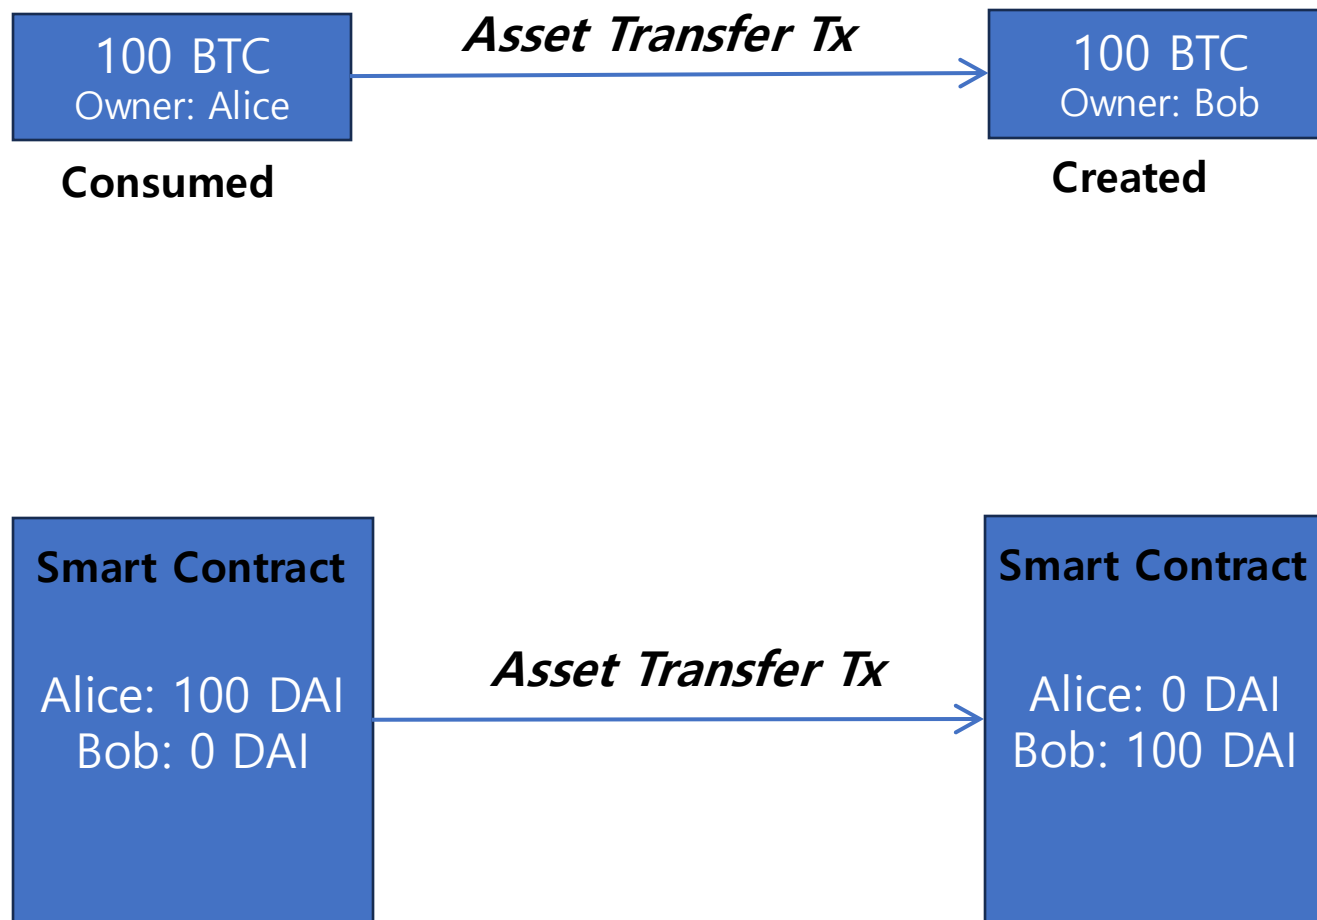 100 BTC
Owner: Alice
Consumed
Asset Transfer Tx
100 BTC
Owner: Bob
Created
Smart Contract
Alice: 100 DAI
Bob: 0 DAI
Asset Transfer Tx
Smart Contract
Alice: 0 DAI
Bob: 100 DAI